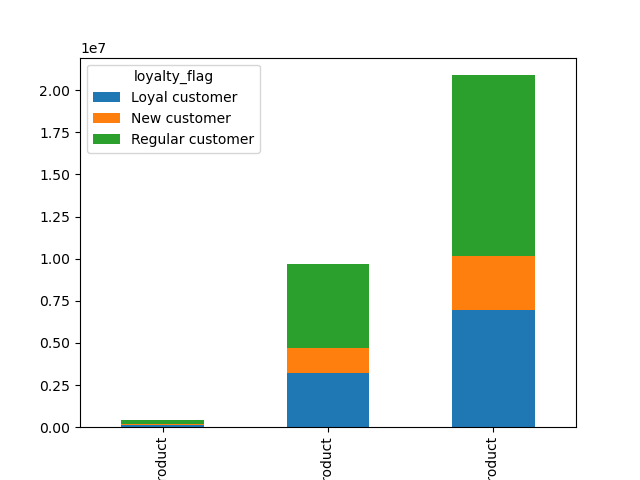 1e7
loyalty_flag
Loyal customer
New customer
Regular customer
2.00
1.75
1.50
1.25
1.00
0.75
0.50
0.25
0.00
roduct
roduct
roduct